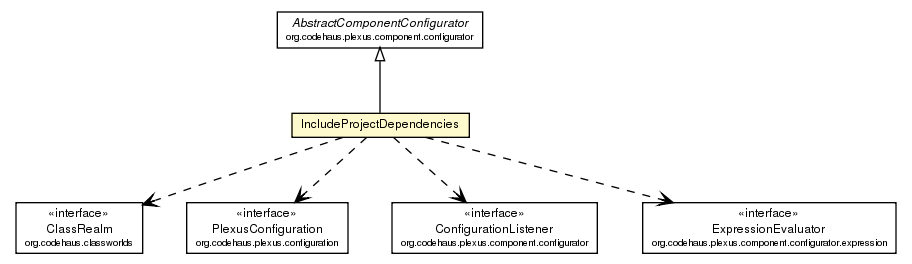 AbstractComponentConfigurator
org.codehaus.plexus.component.configurator
IncludeProjectDependencies
«interface»
ClassRealm
org.codehaus.classworlds
«interface»
PlexusConfiguration
org.codehaus.plexus.configuration
«interface»
ConfigurationListener
org.codehaus.plexus.component.configurator
«interface»
ExpressionEvaluator
org.codehaus.plexus.component.configurator.expression